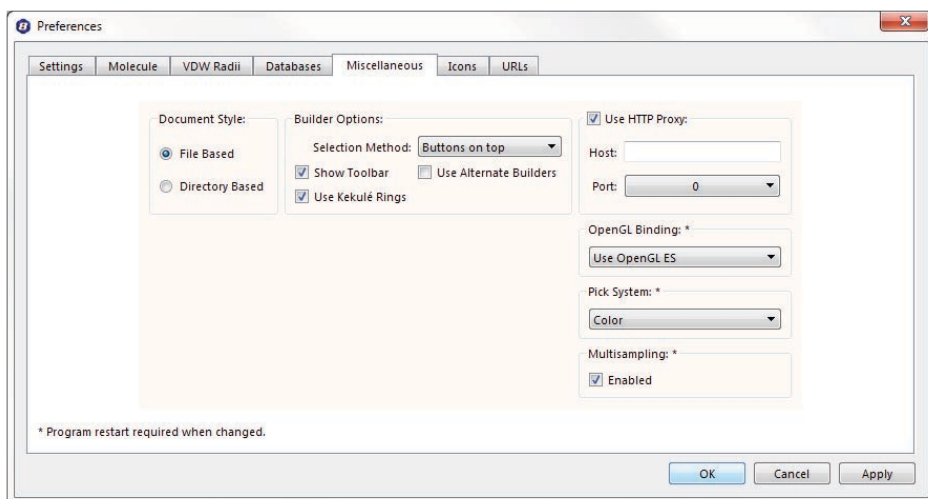 Preferences
Settings Molecule VDW Radii Databases Miscellaneous Icons URLs
Document Style:
File Based
Directory Based
Builder Options:
Selection Method: Buttons on top
Show Toolbar Use Alternate Builders
Use Kekulé Rings
Use HTTP Proxy:
Host:
Port: 0
OpenGL Binding: *
Use OpenGL ES
Pick System: *
Color
Multisampling: *
Enabled
* Program restart required when changed.
OK Cancel Apply